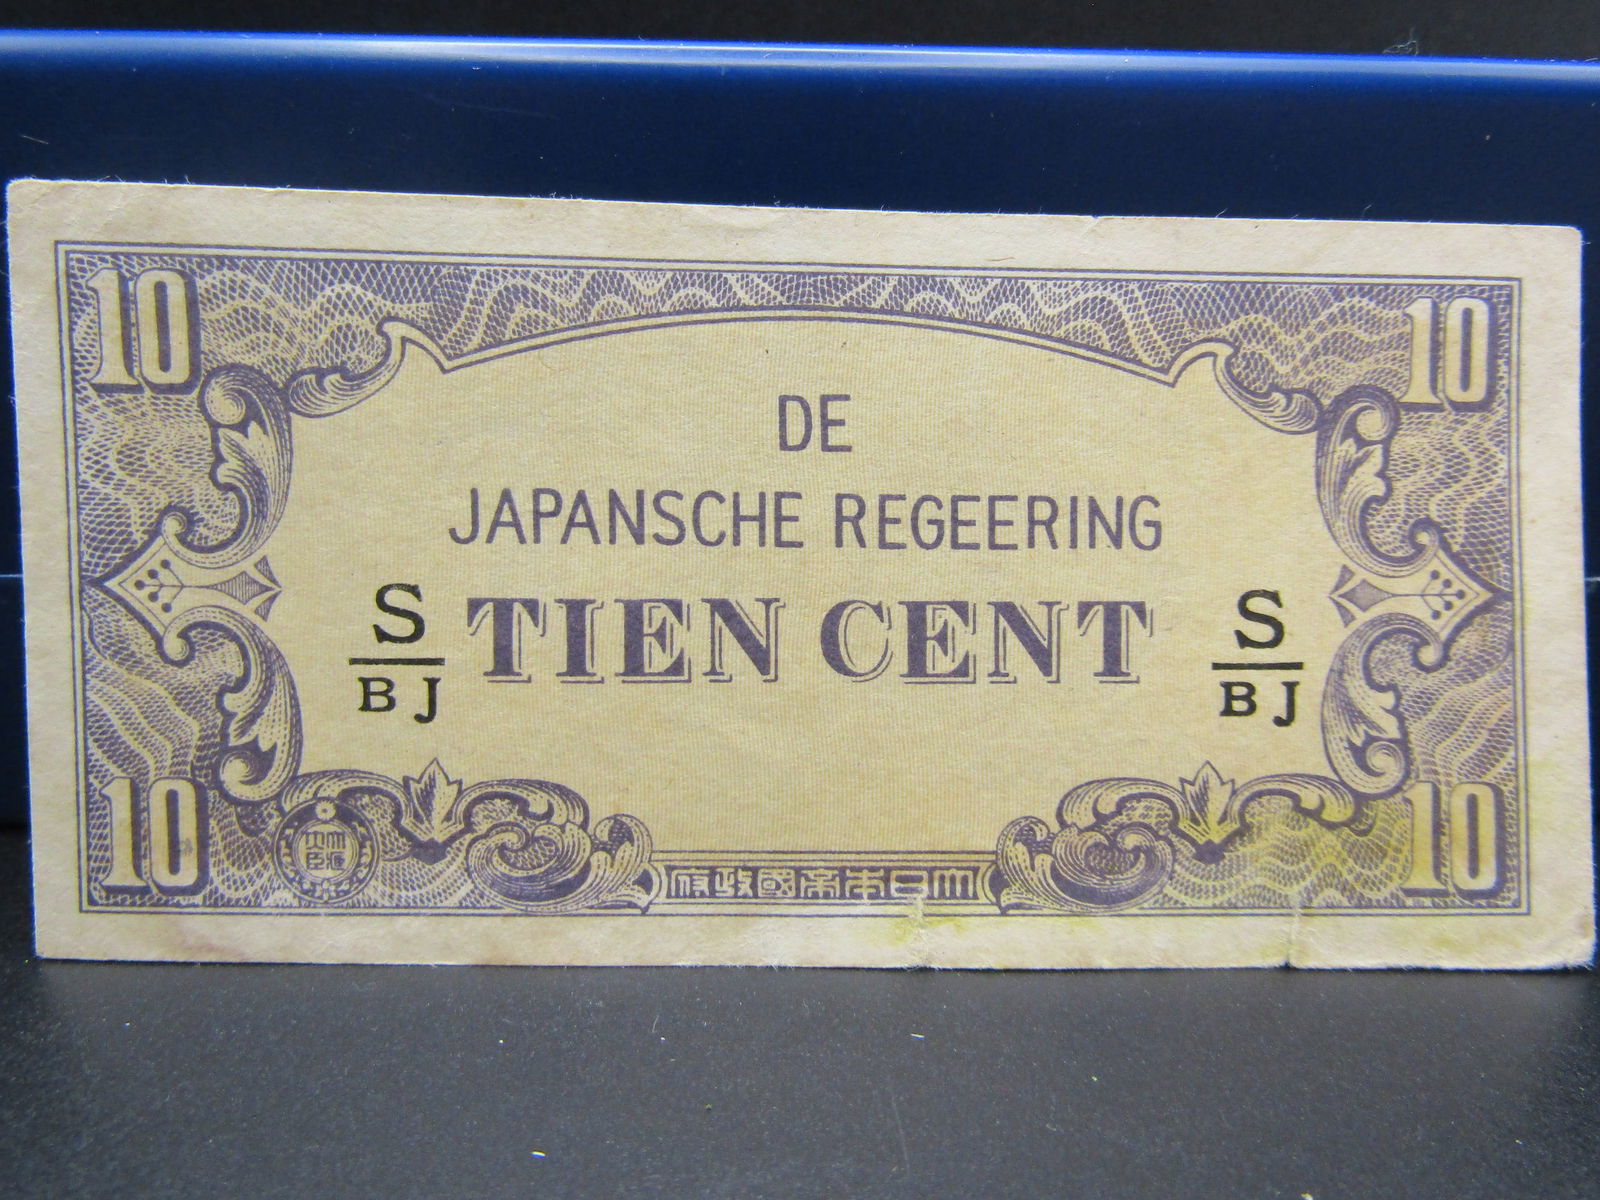 10 10
DE
JAPANSCHE REGEERING
S TIEN CENT S
BJ BJ
10 10
府政國帝本日大